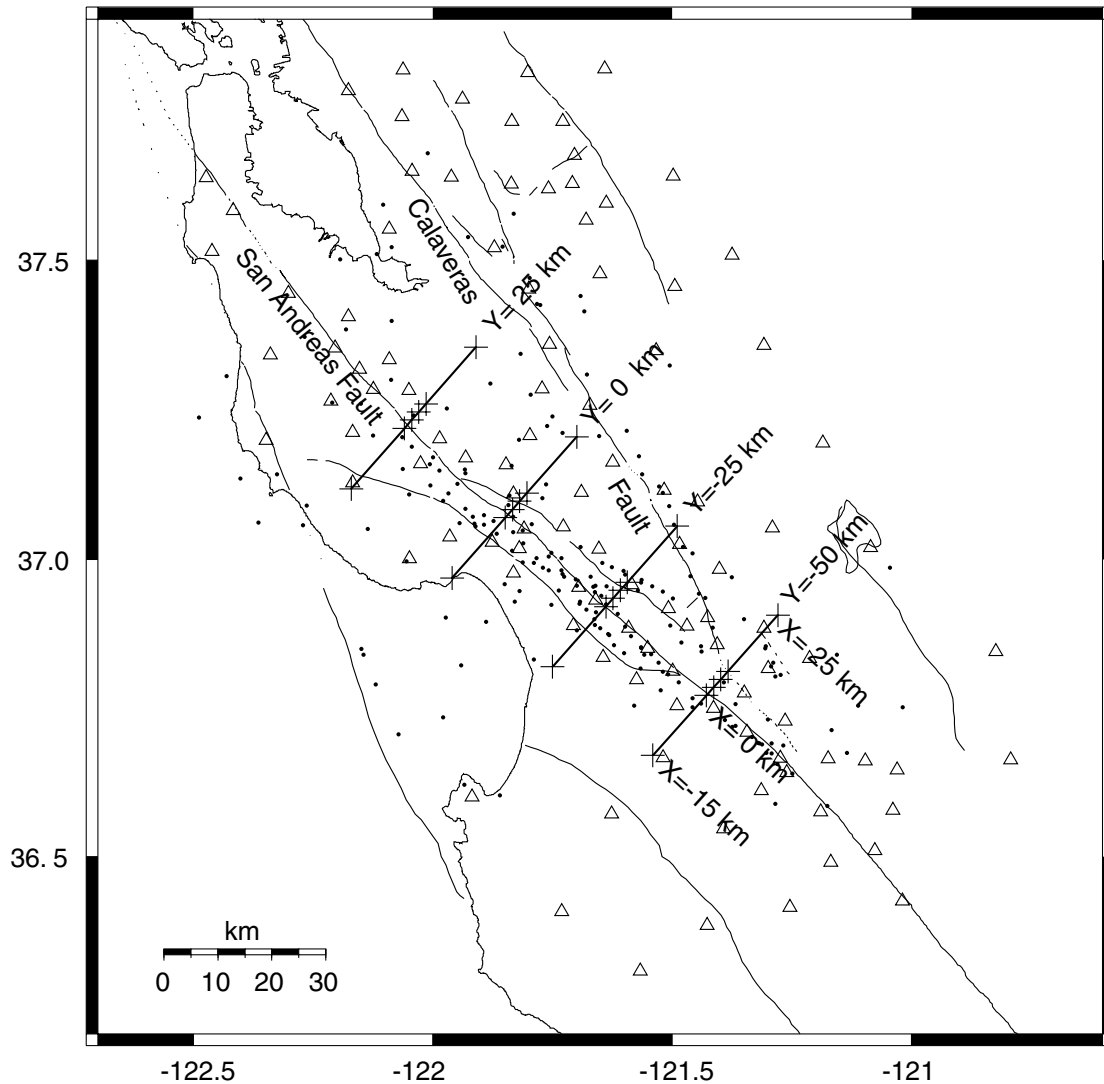 37.5
37.0
36.5
-122.5
-122
-121.5
-121
San Andreas Fault
Calaveras
Fault
Y= 25 km
Y= 0 km
Y=-25 km
Y=-50 km
X=25 km
X= 0 km
X=-15 km
km
0 10 20 30